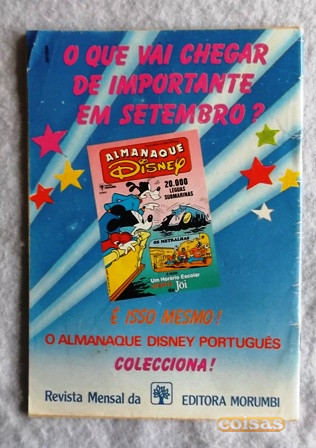 O QUE VAI CHEGAR
DE IMPORTANTE
EM SETEMBRO?
ALMANAQUE
Disney
20.000
LÉGUAS
SUBMARINAS
OS METRALHAS
Um Horário Escolar
da Joi
É ISSO MESMO!
O ALMANAQUE DISNEY PORTUGUÊS
COLECCIONA!
Revista Mensal da EDITORA MORUMBI
coisas